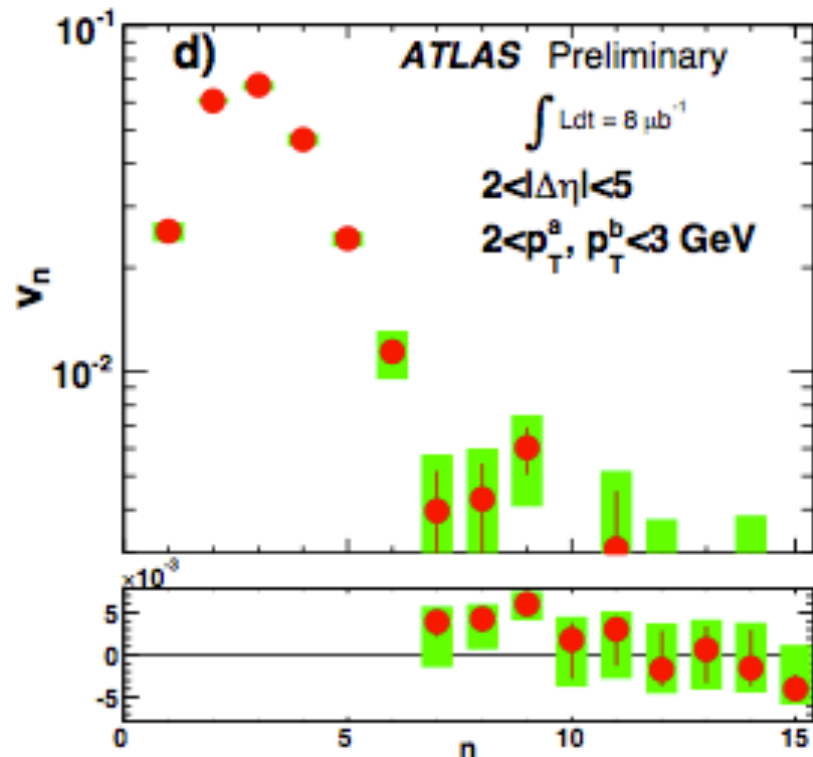 10⁻¹
d) ATLAS Preliminary
∫ Ldt = 8 μb⁻¹
2<|Δη|<5
2<p_T^a, p_T^b<3 GeV
v_n
10⁻²
×10⁻³
5
0
-5
0 5 10 15
n